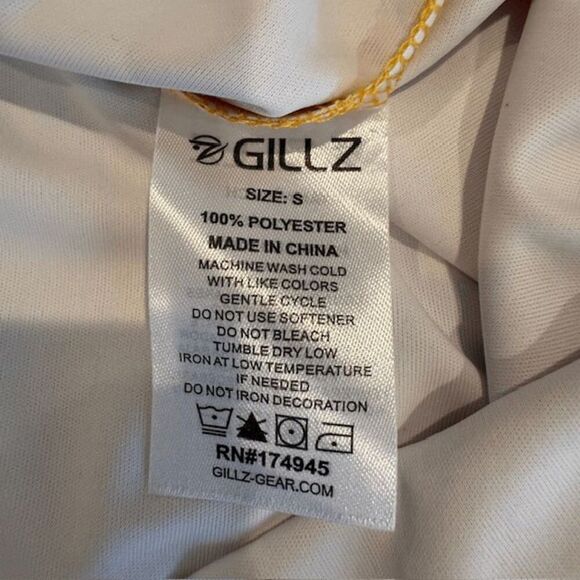 GILLZ
SIZE: S
100% POLYESTER
MADE IN CHINA
MACHINE WASH COLD
WITH LIKE COLORS
GENTLE CYCLE
DO NOT USE SOFTENER
DO NOT BLEACH
TUMBLE DRY LOW
IRON AT LOW TEMPERATURE
IF NEEDED
DO NOT IRON DECORATION
RN#174945
GILLZ-GEAR.COM